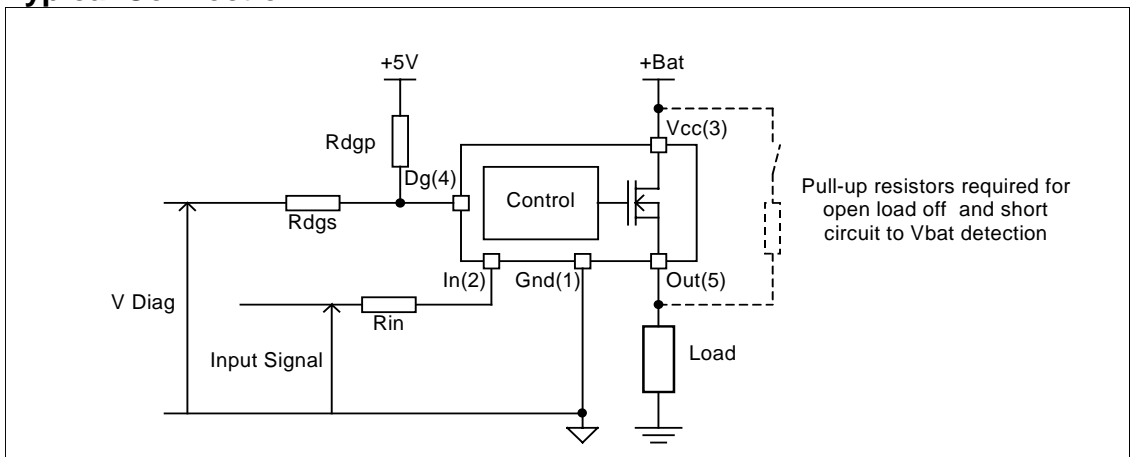 +5V
+Bat
Rdgp
Vcc(3)
Dg(4)
Control
Rdgs
Pull-up resistors required for
open load off and short
circuit to Vbat detection
In(2)
Gnd(1)
Out(5)
V Diag
Rin
Input Signal
Load